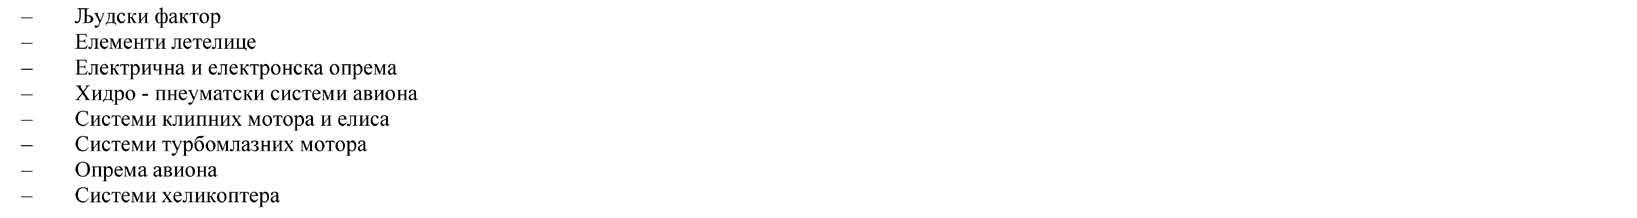 – Људски фактор
– Елементи летелице
– Електрична и електронска опрема
– Хидро - пнеуматски системи авиона
– Системи клипних мотора и елиса
– Системи турбомлазних мотора
– Опрема авиона
– Системи хеликоптера